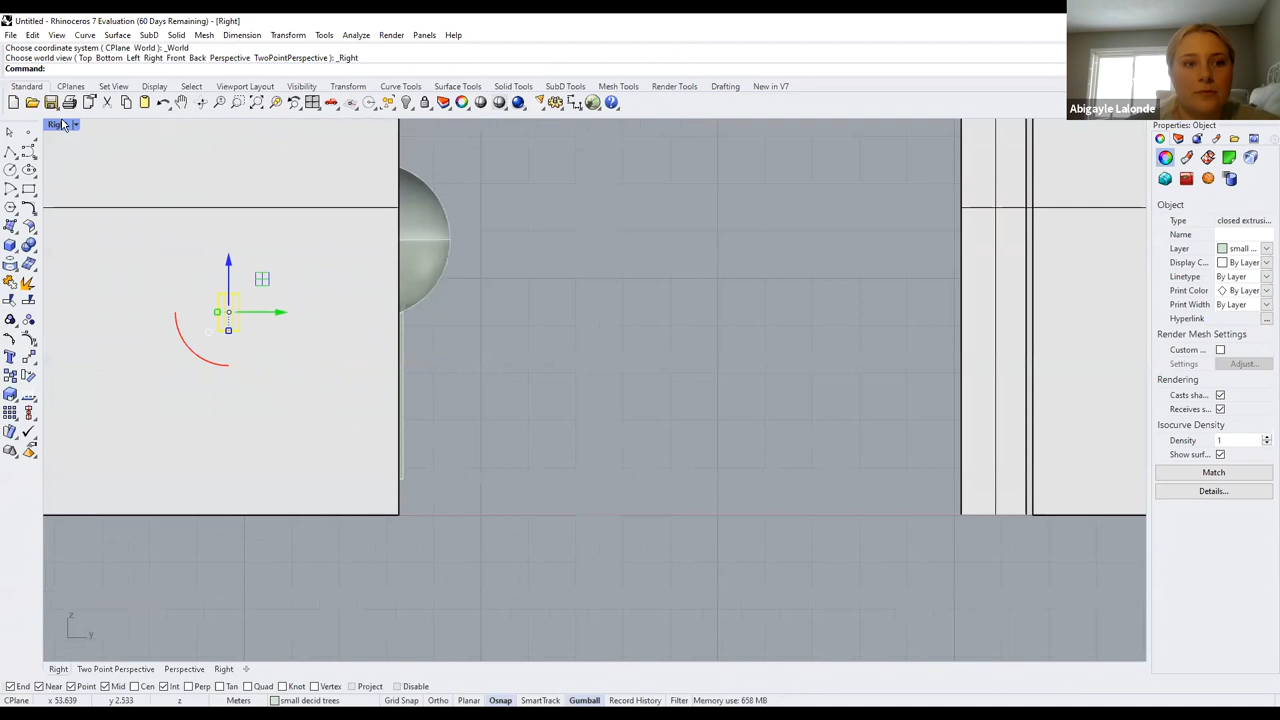 Untitled - Rhinoceros 7 Evaluation (60 Days Remaining) - [Right]
File Edit View Curve Surface SubD Solid Mesh Dimension Transform Tools Analyze Render Panels Help
Choose coordinate system ( CPlane World ): _World
Choose world view ( Top Bottom Left Right Front Back Perspective TwoPointPerspective ): _Right
Command:
Standard CPlanes Set View Display Select Viewport Layout Visibility Transform Curve Tools Surface Tools Solid Tools SubD Tools Mesh Tools Render Tools Drafting New in V7
Abigayle Lalonde
Properties: Object
Object
Type closed extrusi...
Name
Layer small ...
Display C... By Layer
Linetype By Layer
Print Color By Layer
Print Width By Layer
Hyperlink ...
Render Mesh Settings
Custom ...
Settings Adjust...
Rendering
Casts sha...
Receives s...
Isocurve Density
Density 1
Show surf...
Match
Details...
z
y
Right Two Point Perspective Perspective Right
End Near Point Mid Cen Int Perp Tan Quad Knot Vertex Project Disable
CPlane x 53.639 y 2.533 z Meters small decid trees Grid Snap Ortho Planar Osnap SmartTrack Gumball Record History Filter Memory use: 658 MB